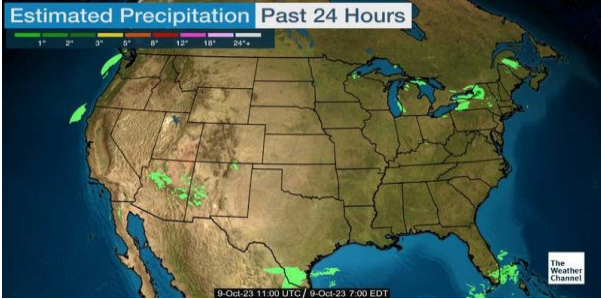 Estimated Precipitation Past 24 Hours
1" 2" 3" 5" 8" 12" 18" 24"+
The
Weather
Channel
9-Oct-23 11:00 UTC / 9-Oct-23 7:00 EDT